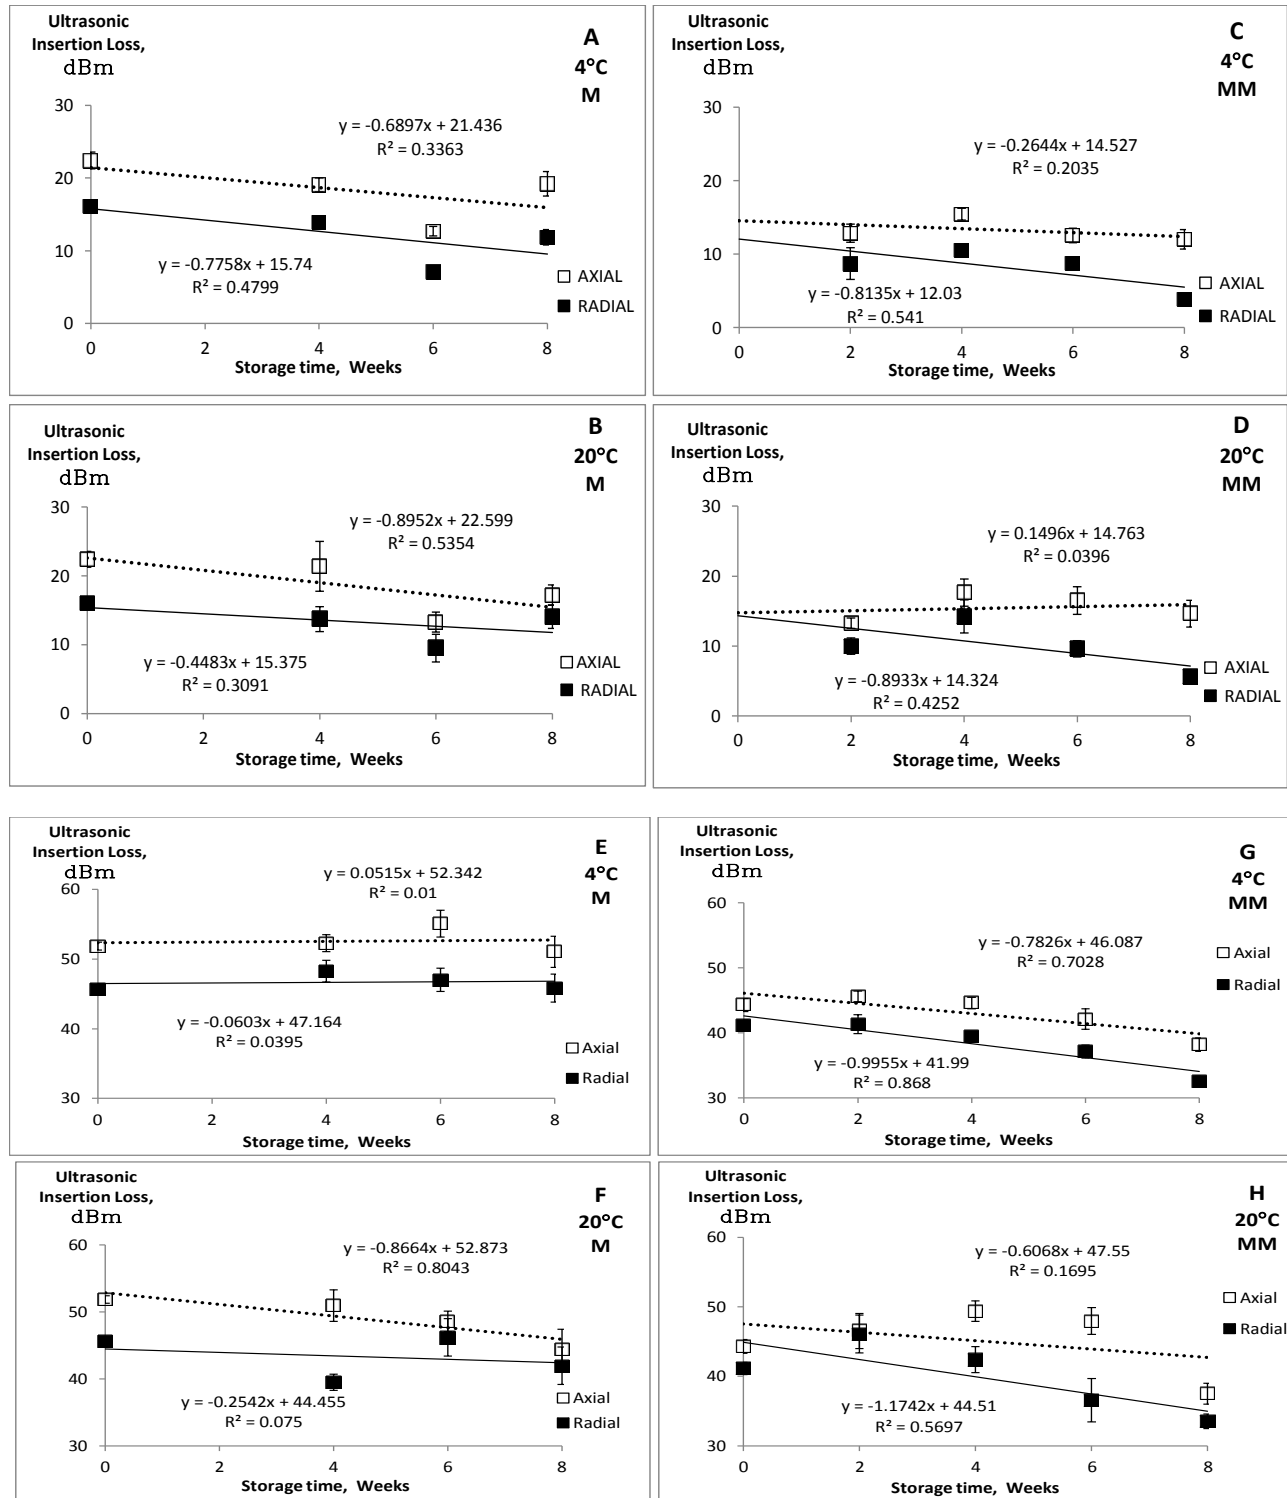 Ultrasonic
Insertion Loss,
dBm
A
4°C
M
30
20
10
0
y = -0.6897x + 21.436
R² = 0.3363
y = -0.7758x + 15.74
R² = 0.4799
AXIAL
RADIAL
0 2 4 6 8
Storage time, Weeks
Ultrasonic
Insertion Loss,
dBm
C
4°C
MM
30
20
10
0
y = -0.2644x + 14.527
R² = 0.2035
y = -0.8135x + 12.03
R² = 0.541
AXIAL
RADIAL
0 2 4 6 8
Storage time, Weeks
Ultrasonic
Insertion Loss,
dBm
B
20°C
M
30
20
10
0
y = -0.8952x + 22.599
R² = 0.5354
y = -0.4483x + 15.375
R² = 0.3091
AXIAL
RADIAL
0 2 4 6 8
Storage time, Weeks
Ultrasonic
Insertion Loss,
dBm
D
20°C
MM
30
20
10
0
y = 0.1496x + 14.763
R² = 0.0396
y = -0.8933x + 14.324
R² = 0.4252
AXIAL
RADIAL
0 2 4 6 8
Storage time, Weeks
Ultrasonic
Insertion Loss,
dBm
E
4°C
M
60
50
40
30
y = 0.0515x + 52.342
R² = 0.01
y = -0.0603x + 47.164
R² = 0.0395
Axial
Radial
0 2 4 6 8
Storage time, Weeks
Ultrasonic
Insertion Loss,
dBm
G
4°C
MM
60
50
40
30
y = -0.7826x + 46.087
R² = 0.7028
y = -0.9955x + 41.99
R² = 0.868
Axial
Radial
0 2 4 6 8
Storage time, Weeks
Ultrasonic
Insertion Loss,
dBm
F
20°C
M
60
50
40
30
y = -0.8664x + 52.873
R² = 0.8043
y = -0.2542x + 44.455
R² = 0.075
Axial
Radial
0 2 4 6 8
Storage time, Weeks
Ultrasonic
Insertion Loss,
dBm
H
20°C
MM
60
50
40
30
y = -0.6068x + 47.55
R² = 0.1695
y = -1.1742x + 44.51
R² = 0.5697
Axial
Radial
0 2 4 6 8
Storage time, Weeks